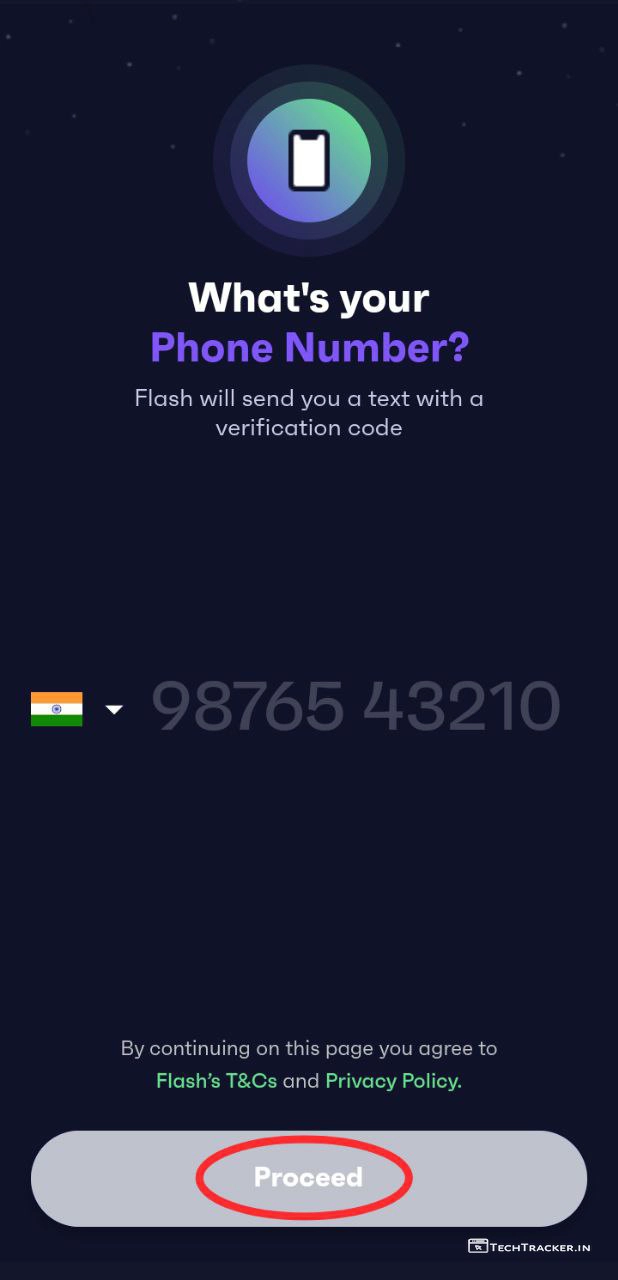 What's your
Phone Number?
Flash will send you a text with a
verification code
98765 43210
By continuing on this page you agree to
Flash's T&Cs and Privacy Policy.
Proceed
TECHTRACKER.IN